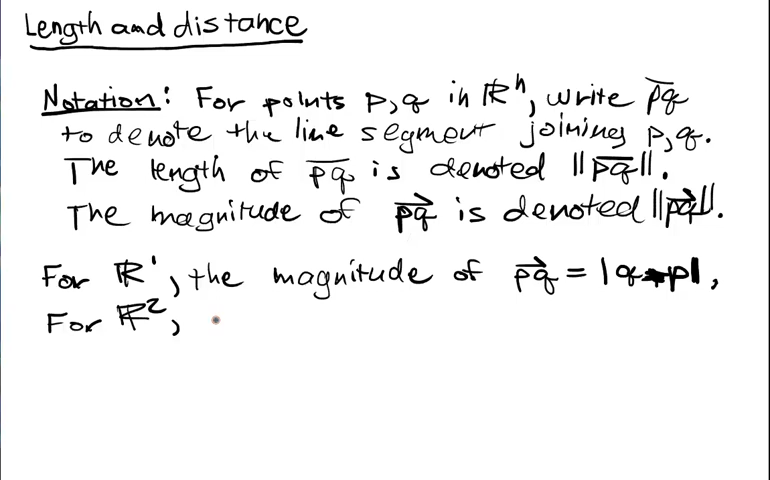 Length and distance
Notation: For points p,q in ℝⁿ, write p̅q̅
to denote the line segment joining p,q.
The length of p̅q̅ is denoted ||p̅q̅||.
The magnitude of p⃗q⃗ is denoted ||p⃗q⃗||.
For ℝ¹, the magnitude of p⃗q⃗ = |q-p|,
For ℝ²,